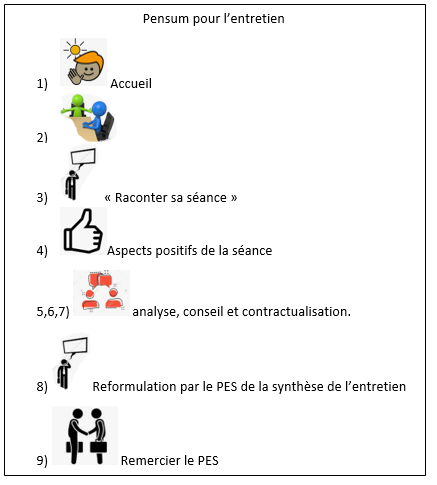 Pensum pour l'entretien
1) Accueil
2)
3) « Raconter sa séance »
4) Aspects positifs de la séance
5,6,7) analyse, conseil et contractualisation.
8) Reformulation par le PES de la synthèse de l'entretien
9) Remercier le PES